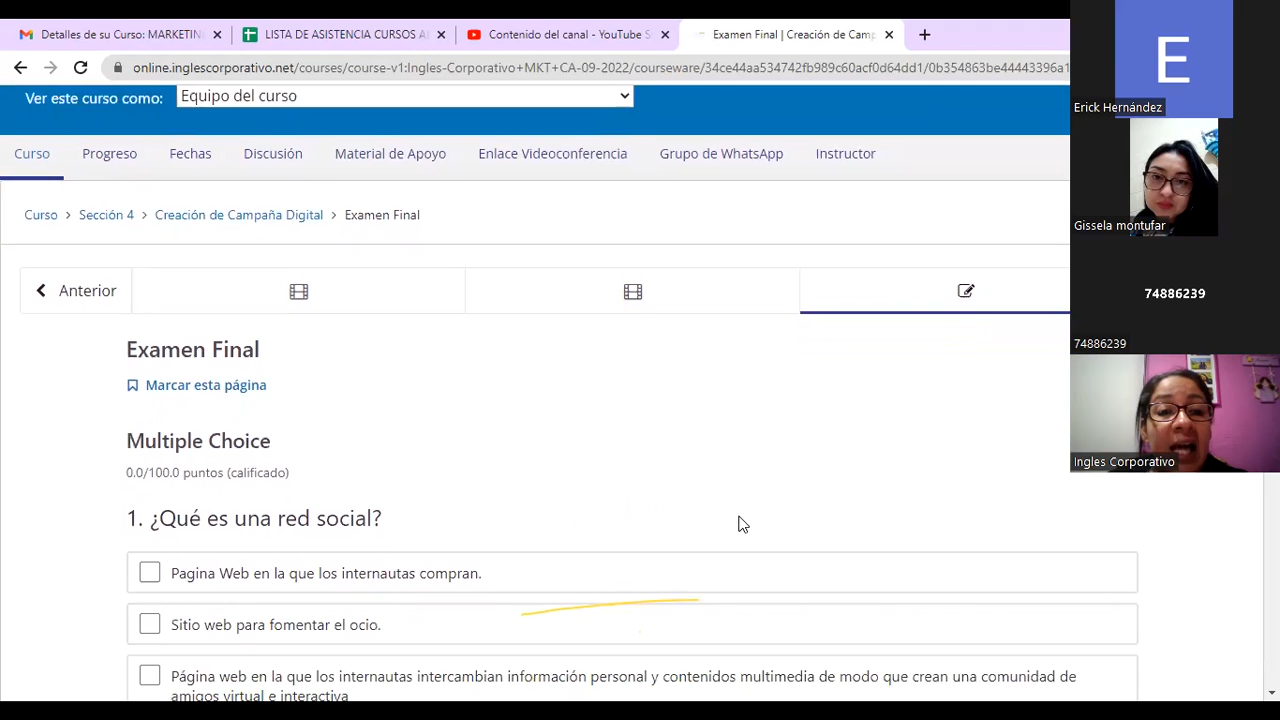 Detalles de su Curso: MARKETIN
LISTA DE ASISTENCIA CURSOS A
Contenido del canal - YouTube S
Examen Final | Creación de Camp
online.inglescorporativo.net/courses/course-v1:Ingles-Corporativo+MKT+CA-09-2022/courseware/34ce44aa534742fb989c60acf0d64dd1/0b354863be44443396a1
Ver este curso como:
Equipo del curso
Curso
Progreso
Fechas
Discusión
Material de Apoyo
Enlace Videoconferencia
Grupo de WhatsApp
Instructor
Curso > Sección 4 > Creación de Campaña Digital > Examen Final
Anterior
Examen Final
Marcar esta página
Multiple Choice
0.0/100.0 puntos (calificado)
1. ¿Qué es una red social?
Pagina Web en la que los internautas compran.
Sitio web para fomentar el ocio.
Página web en la que los internautas intercambian información personal y contenidos multimedia de modo que crean una comunidad de
amigos virtual e interactiva
E
Erick Hernández
Gissela montufar
74886239
74886239
Ingles Corporativo